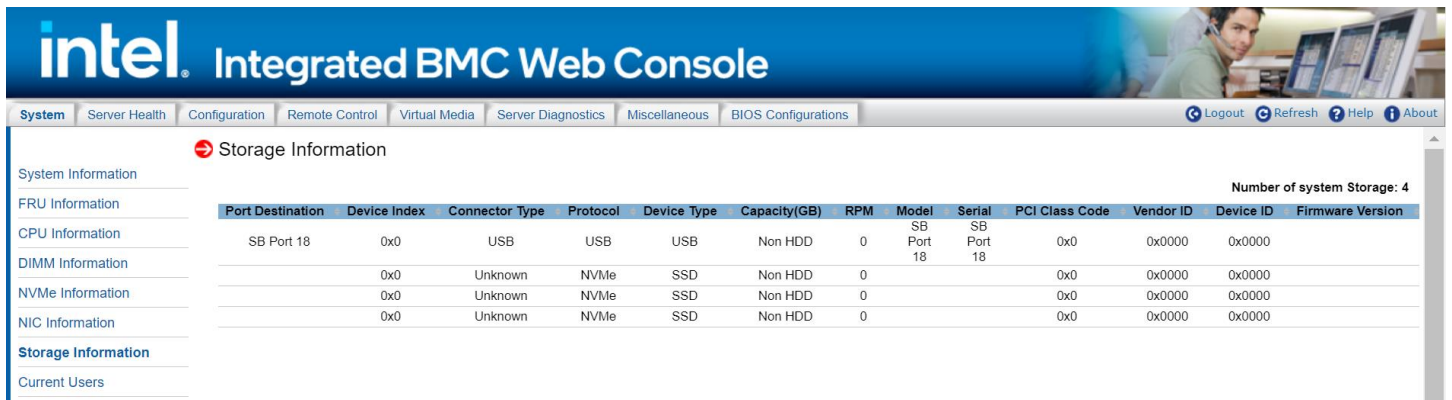 intel. Integrated BMC Web Console
System Server Health Configuration Remote Control Virtual Media Server Diagnostics Miscellaneous BIOS Configurations Logout Refresh Help About
Storage Information
System Information
FRU Information
CPU Information
DIMM Information
NVMe Information
NIC Information
Storage Information
Current Users
Number of system Storage: 4
Port Destination Device Index Connector Type Protocol Device Type Capacity(GB) RPM Model Serial PCI Class Code Vendor ID Device ID Firmware Version
SB Port 18 0x0 USB USB USB Non HDD 0 SB Port 18 SB Port 18 0x0 0x0000 0x0000
0x0 Unknown NVMe SSD Non HDD 0 0x0 0x0000 0x0000
0x0 Unknown NVMe SSD Non HDD 0 0x0 0x0000 0x0000
0x0 Unknown NVMe SSD Non HDD 0 0x0 0x0000 0x0000